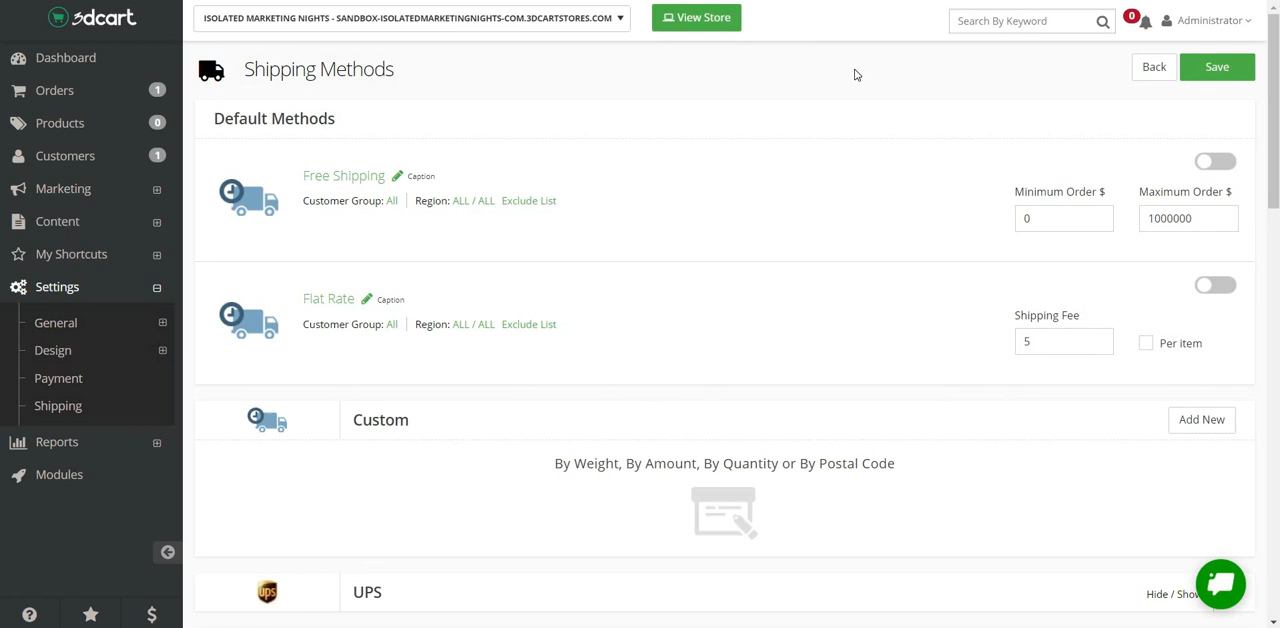 3dcart
ISOLATED MARKETING NIGHTS - SANDBOX-ISOLATEDMARKETINGNIGHTS-COM.3DCARTSTORES.COM
View Store
Search By Keyword
0
Administrator
Dashboard
Orders 1
Products 0
Customers 1
Marketing
Content
My Shortcuts
Settings
General
Design
Payment
Shipping
Reports
Modules
Shipping Methods
Back
Save
Default Methods
Free Shipping Caption
Customer Group: All Region: ALL / ALL Exclude List
Minimum Order $ Maximum Order $
0 1000000
Flat Rate Caption
Customer Group: All Region: ALL / ALL Exclude List
Shipping Fee
5 Per item
Custom
Add New
By Weight, By Amount, By Quantity or By Postal Code
ups
UPS
Hide / Show